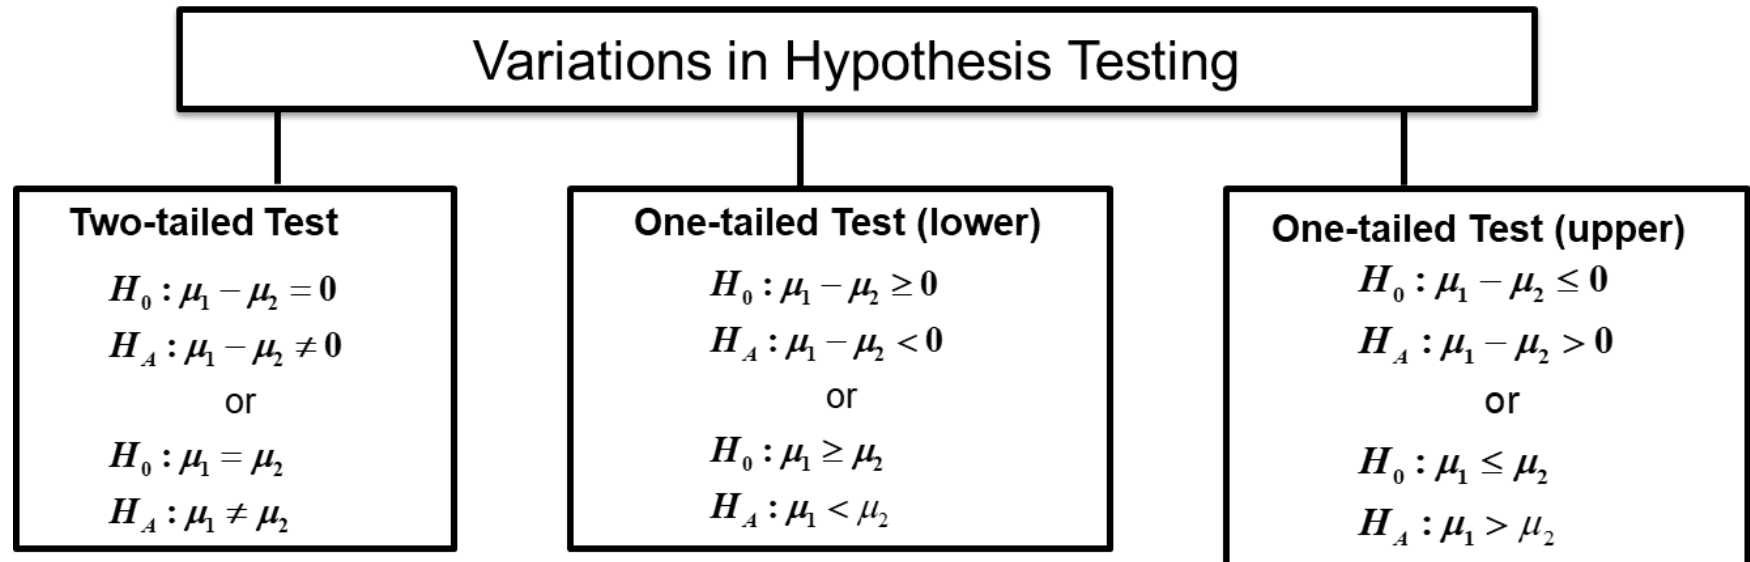 Variations in Hypothesis Testing
Two-tailed Test
H₀ : μ₁ − μ₂ = 0
H_A : μ₁ − μ₂ ≠ 0
or
H₀ : μ₁ = μ₂
H_A : μ₁ ≠ μ₂
One-tailed Test (lower)
H₀ : μ₁ − μ₂ ≥ 0
H_A : μ₁ − μ₂ < 0
or
H₀ : μ₁ ≥ μ₂
H_A : μ₁ < μ₂
One-tailed Test (upper)
H₀ : μ₁ − μ₂ ≤ 0
H_A : μ₁ − μ₂ > 0
or
H₀ : μ₁ ≤ μ₂
H_A : μ₁ > μ₂